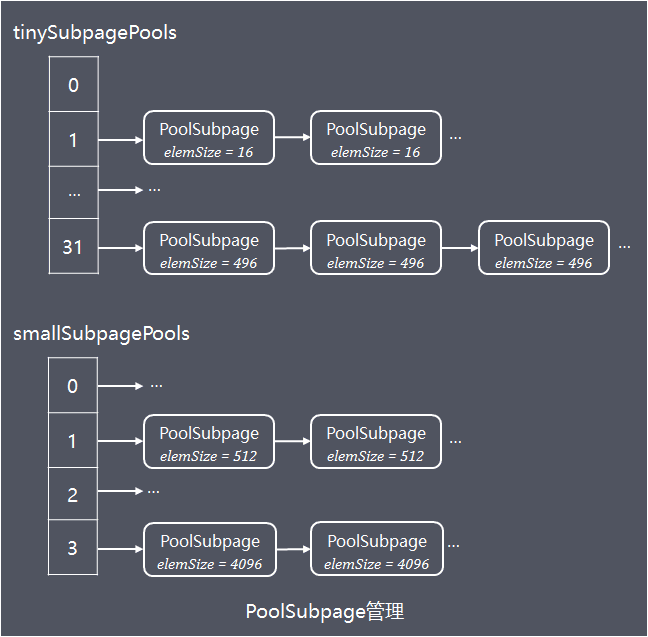 tinySubpagePools
0
1
PoolSubpage
elemSize = 16
PoolSubpage
elemSize = 16
...
...
...
31
PoolSubpage
elemSize = 496
PoolSubpage
elemSize = 496
PoolSubpage
elemSize = 496
...
smallSubpagePools
0
...
1
PoolSubpage
elemSize = 512
PoolSubpage
elemSize = 512
...
2
...
3
PoolSubpage
elemSize = 4096
PoolSubpage
elemSize = 4096
...
PoolSubpage管理